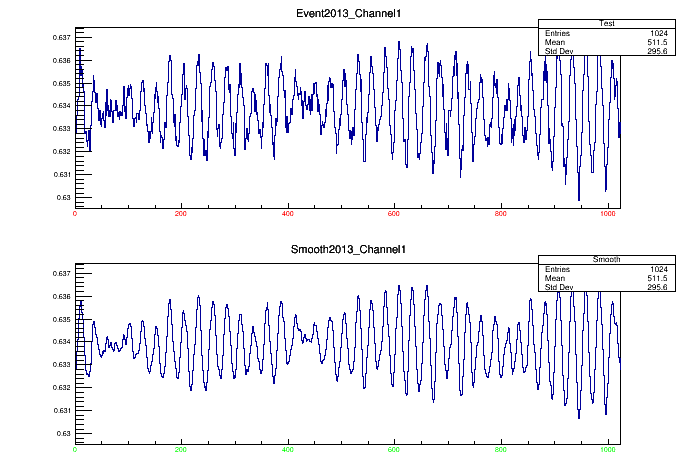 Event2013_Channel1
Test
Entries 1024
Mean 511.5
Std Dev 295.6
0.637
0.636
0.635
0.634
0.633
0.632
0.631
0.63
0 200 400 600 800 1000
Smooth2013_Channel1
Smooth
Entries 1024
Mean 511.5
Std Dev 295.6
0.637
0.636
0.635
0.634
0.633
0.632
0.631
0.63
0 200 400 600 800 1000